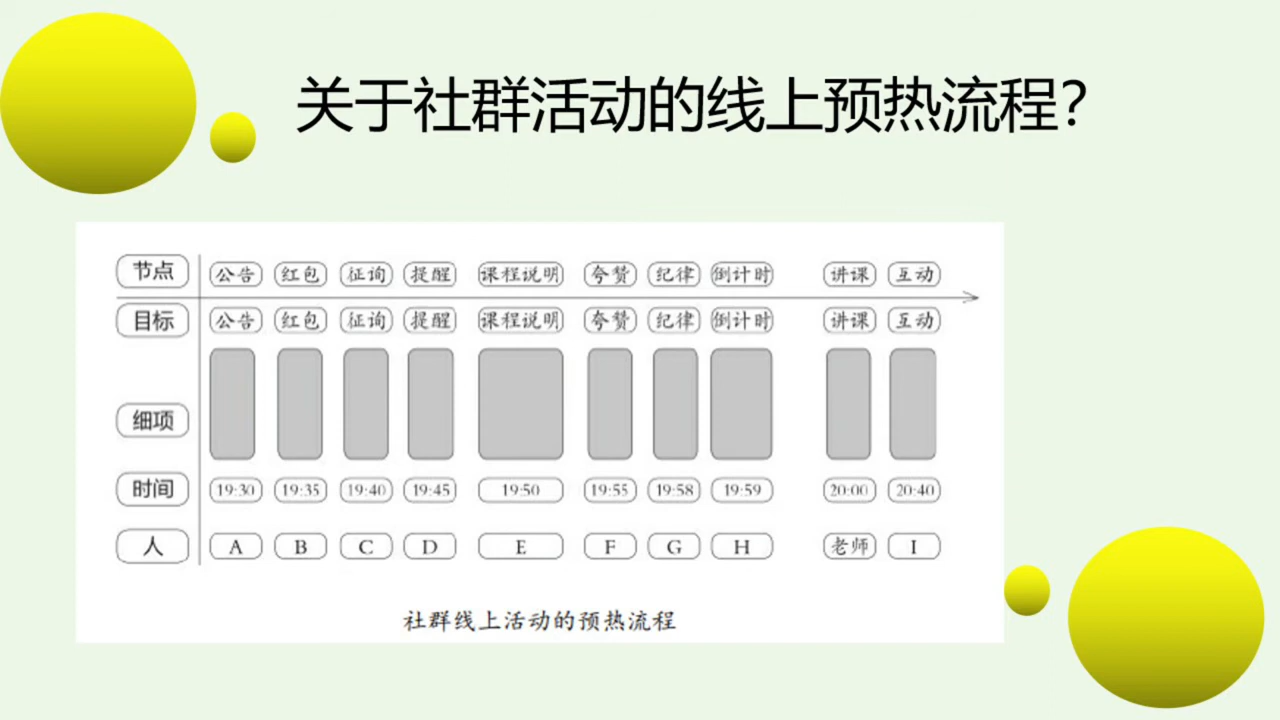 关于社群活动的线上预热流程?
节点 公告 红包 征询 提醒 课程说明 夸赞 纪律 倒计时 讲课 互动
目标 公告 红包 征询 提醒 课程说明 夸赞 纪律 倒计时 讲课 互动
细项
时间 19:30 19:35 19:40 19:45 19:50 19:55 19:58 19:59 20:00 20:40
人 A B C D E F G H 老师 I
社群线上活动的预热流程